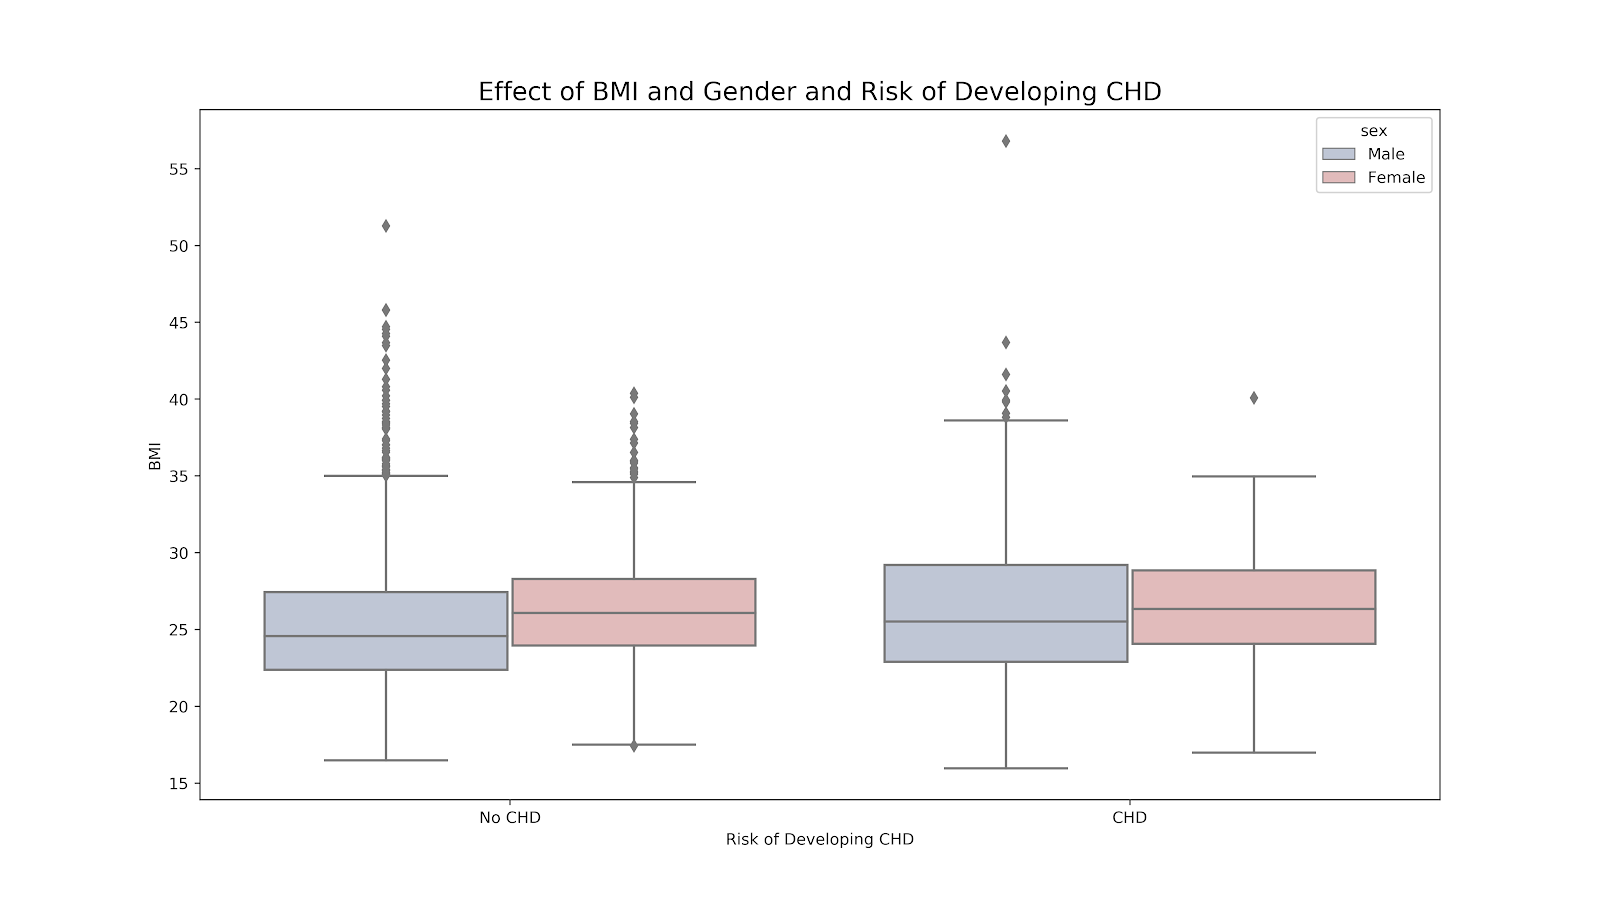 Effect of BMI and Gender and Risk of Developing CHD
sex
Male
Female
55
50
45
40
35
30
25
20
15
BMI
No CHD
CHD
Risk of Developing CHD